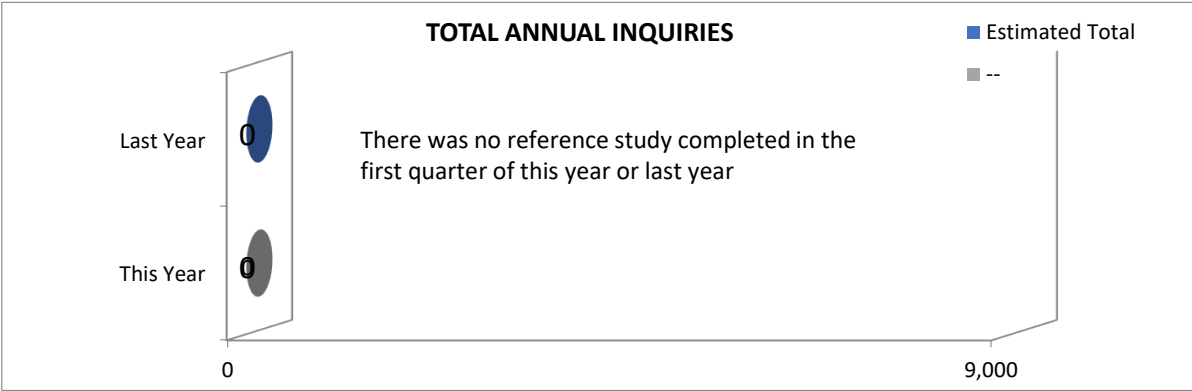 TOTAL ANNUAL INQUIRIES
Estimated Total
--
Last Year
0
There was no reference study completed in the
first quarter of this year or last year
This Year
0
0
9,000